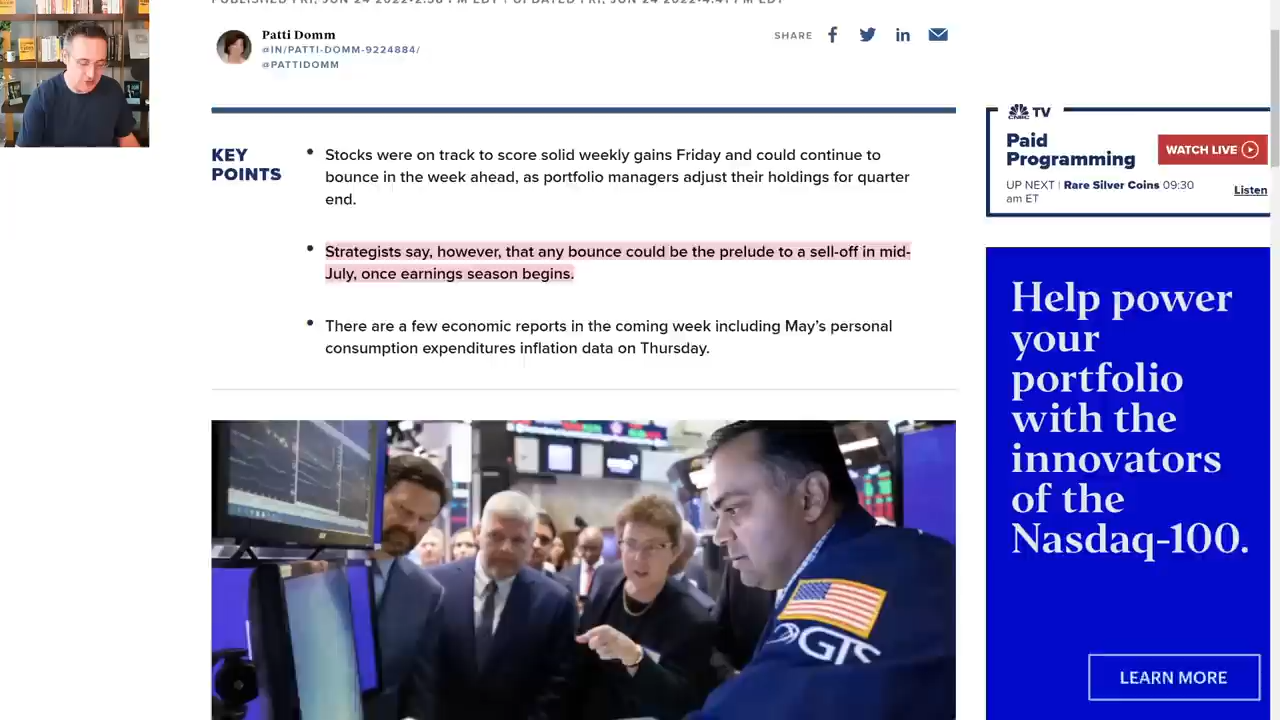 PUBLISHED FRI, JUN 24 2022-2:38 PM EDT | UPDATED FRI, JUN 24 2022-4:41 PM EDT
Patti Domm
@IN/PATTI-DOMM-9224884/
@PATTIDOMM
SHARE
KEY
POINTS
Stocks were on track to score solid weekly gains Friday and could continue to
bounce in the week ahead, as portfolio managers adjust their holdings for quarter
end.
Strategists say, however, that any bounce could be the prelude to a sell-off in mid-
July, once earnings season begins.
There are a few economic reports in the coming week including May's personal
consumption expenditures inflation data on Thursday.
CNBC TV
Paid
Programming
WATCH LIVE
UP NEXT | Rare Silver Coins 09:30
am ET
Listen
Help power
your
portfolio
with the
innovators
of the
Nasdaq-100.
LEARN MORE
GTS